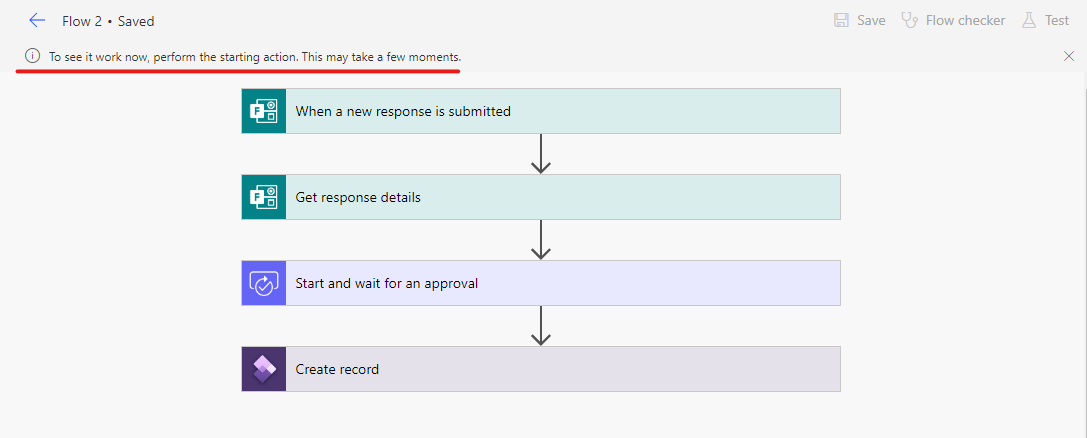 Flow 2 • Saved
Save Flow checker Test
To see it work now, perform the starting action. This may take a few moments.
When a new response is submitted
Get response details
Start and wait for an approval
Create record